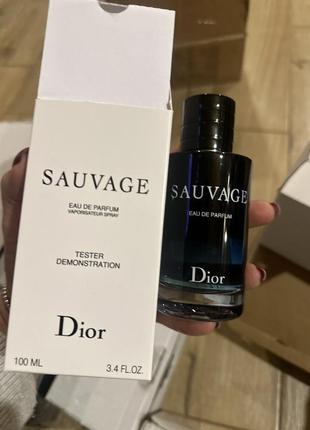 SAUVAGE
EAU DE PARFUM
VAPORISATEUR SPRAY
TESTER
DEMONSTRATION
Dior
100 ML 3.4 FL.OZ.
SAUVAGE
EAU DE PARFUM
Dior